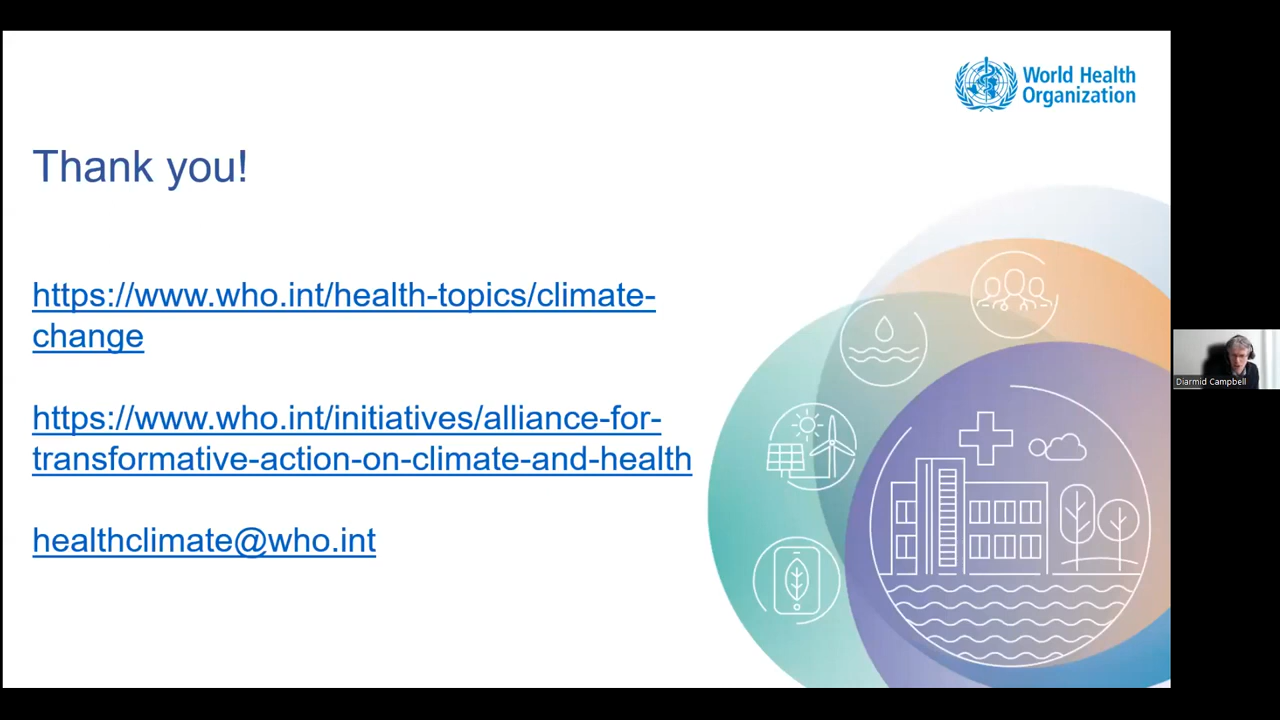 World Health
Organization
Thank you!
https://www.who.int/health-topics/climate-
change
https://www.who.int/initiatives/alliance-for-
transformative-action-on-climate-and-health
healthclimate@who.int
Diarmid Campbell